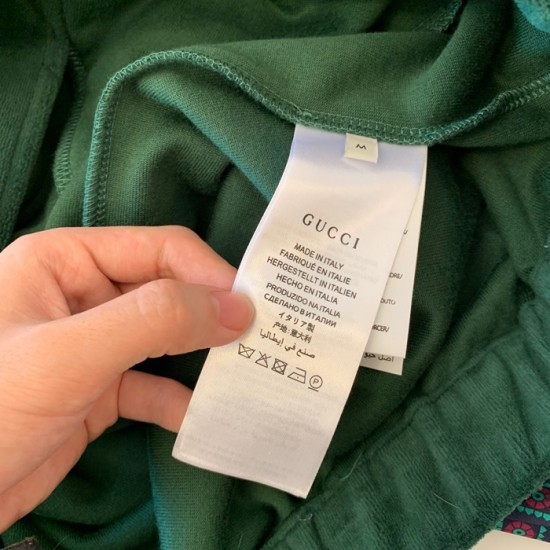 M
GUCCI
MADE IN ITALY
FABRIQUÉ EN ITALIE
HERGESTELLT IN ITALIEN
HECHO EN ITALIA
PRODUZIDO NA ITALIA
СДЕЛАНО В ИТАЛИИ
イタリア製
产地:意大利
صنع في إيطاليا
P